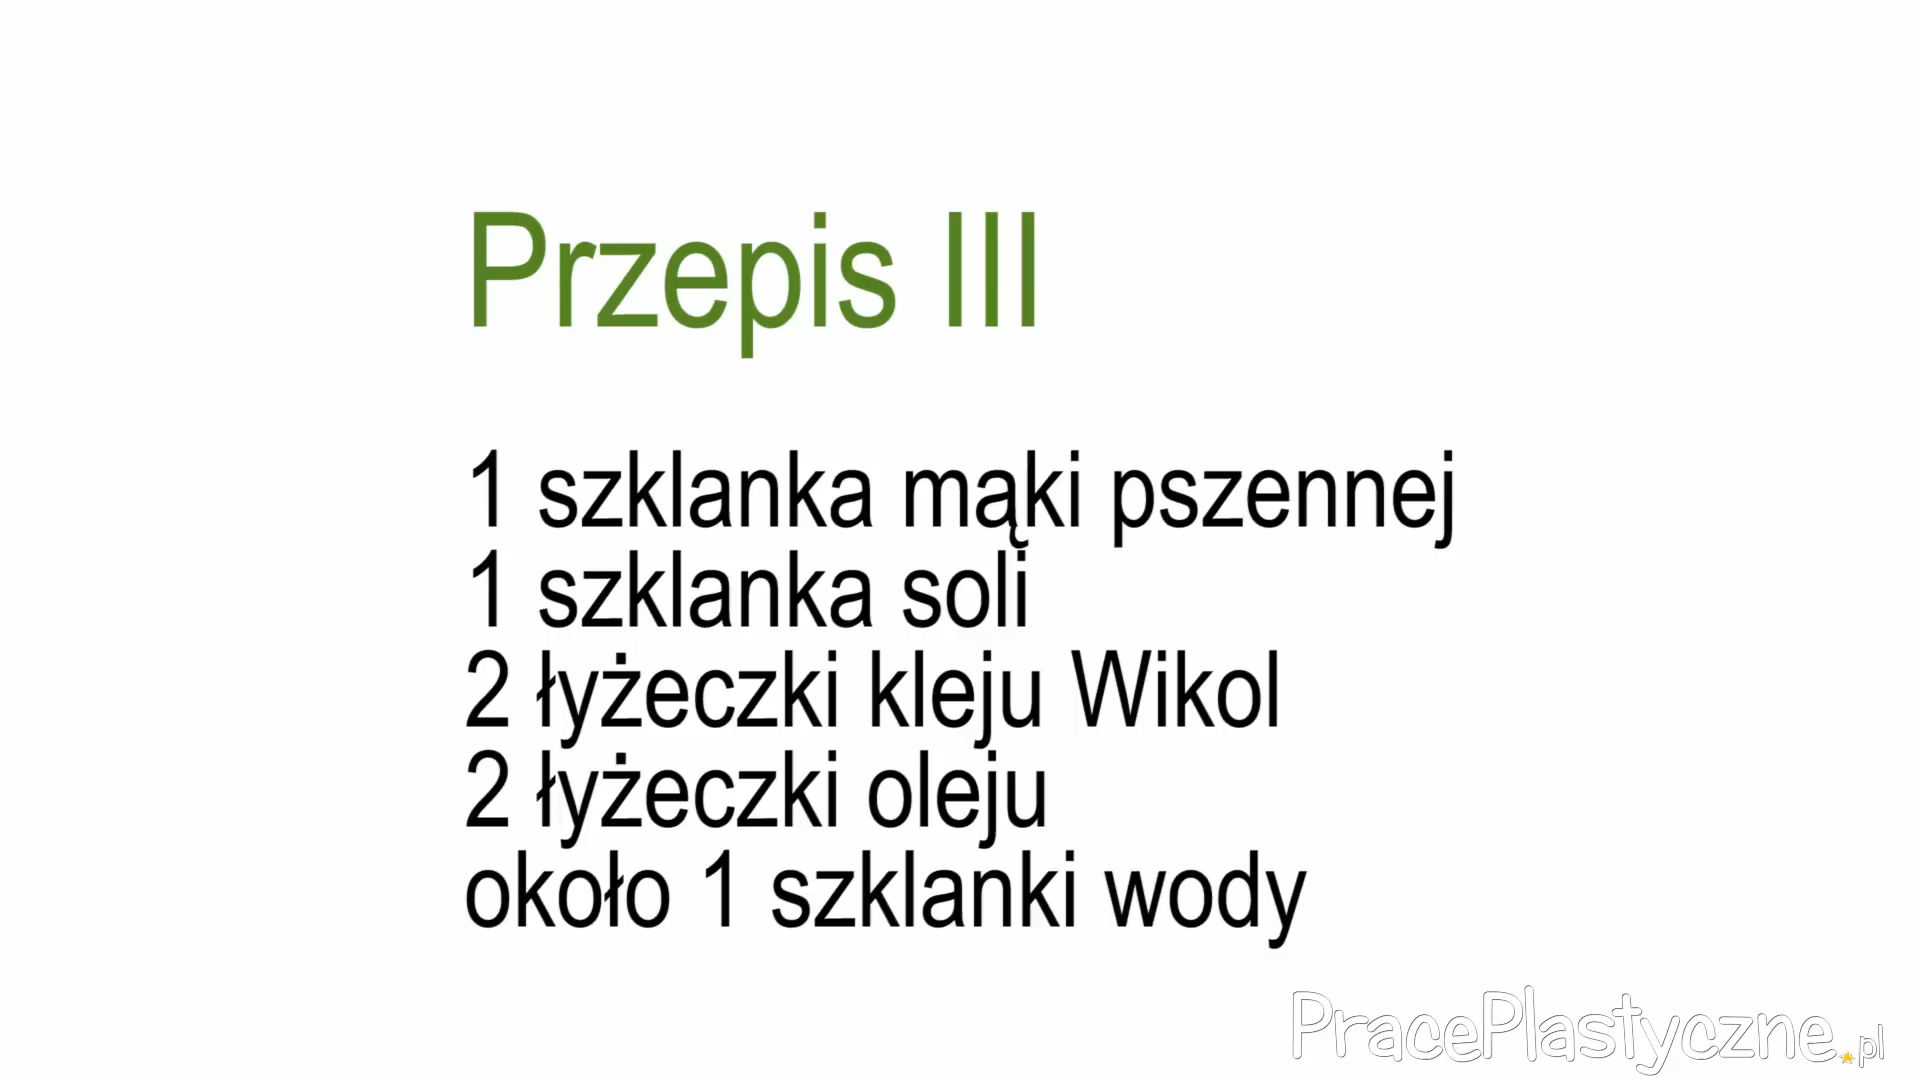 Przepis III
1 szklanka mąki pszennej
1 szklanka soli
2 łyżeczki kleju Wikol
2 łyżeczki oleju
około 1 szklanki wody
PracePlastyczne.pl